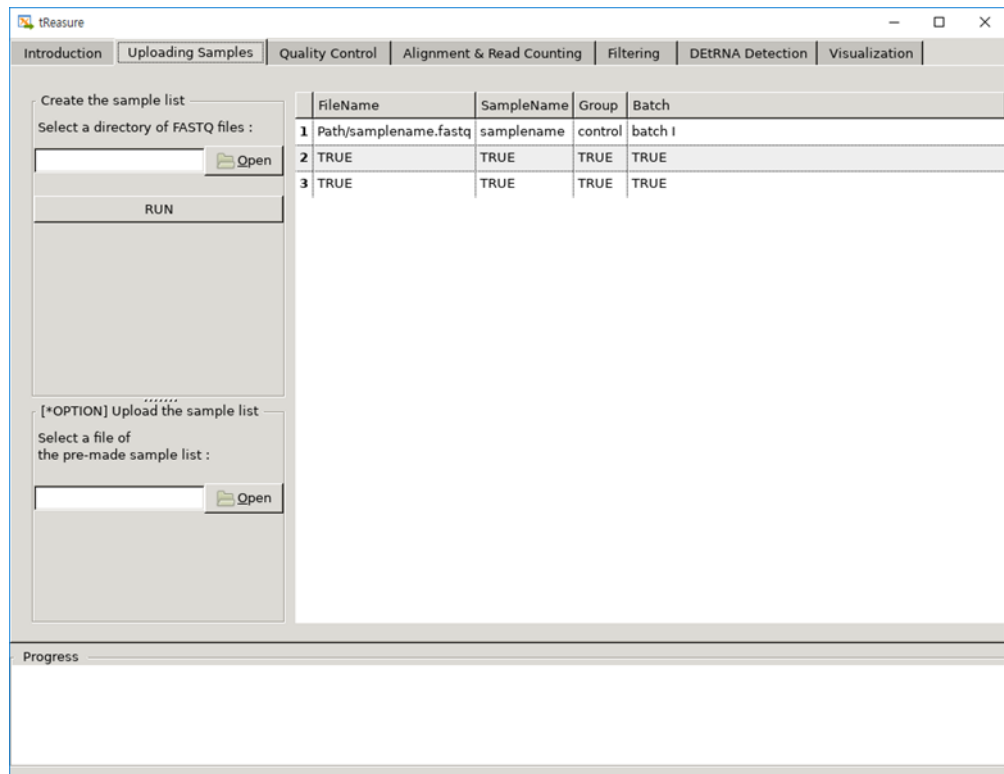 tReasure
Introduction Uploading Samples Quality Control Alignment & Read Counting Filtering DEtRNA Detection Visualization
Create the sample list
Select a directory of FASTQ files :
Open
RUN
[*OPTION] Upload the sample list
Select a file of
the pre-made sample list :
Open
FileName SampleName Group Batch
1 Path/samplename.fastq samplename control batch I
2 TRUE TRUE TRUE TRUE
3 TRUE TRUE TRUE TRUE
Progress